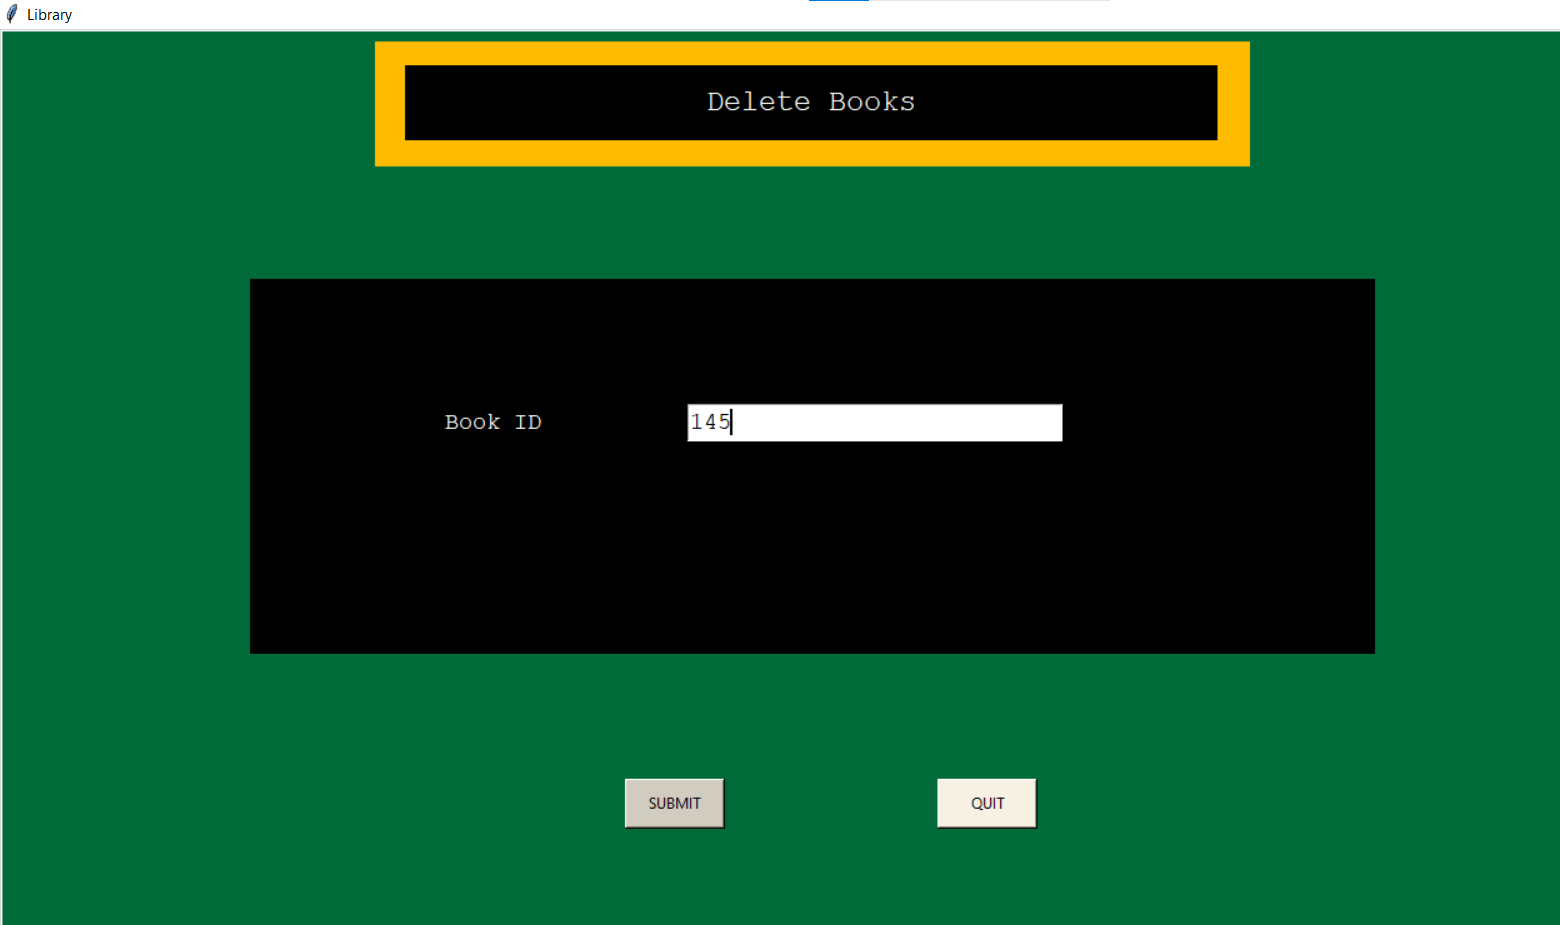 Library
Delete Books
Book ID
145
SUBMIT
QUIT